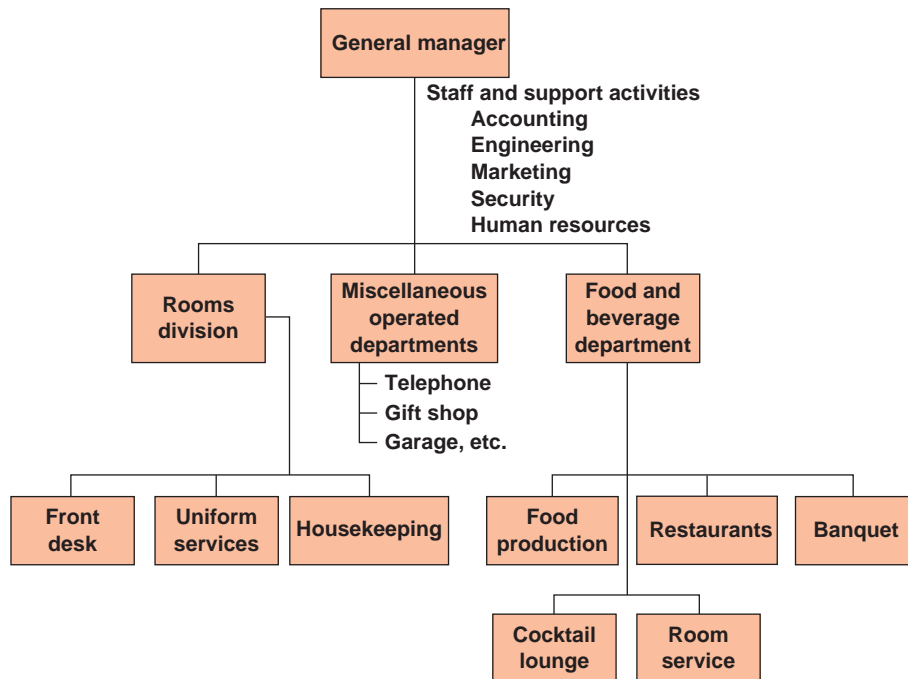 General manager
Staff and support activities
Accounting
Engineering
Marketing
Security
Human resources
Rooms
division
Miscellaneous
operated
departments
Food and
beverage
department
Telephone
Gift shop
Garage, etc.
Front
desk
Uniform
services
Housekeeping
Food
production
Restaurants
Banquet
Cocktail
lounge
Room
service